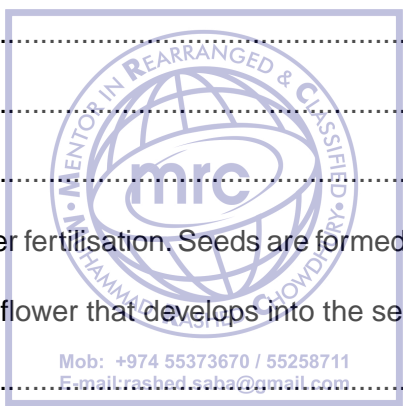 ................................................
MENTOR IN REARRANGED & CLASSIFIED
................................................
mrc
................................................
er fertilisation. Seeds are formed
MUHAMMAD RASHED CHOWDHURY
flower that develops into the se
Mob: +974 55373670 / 55258711
................................................
E-mail:rashed.saba@gmail.com